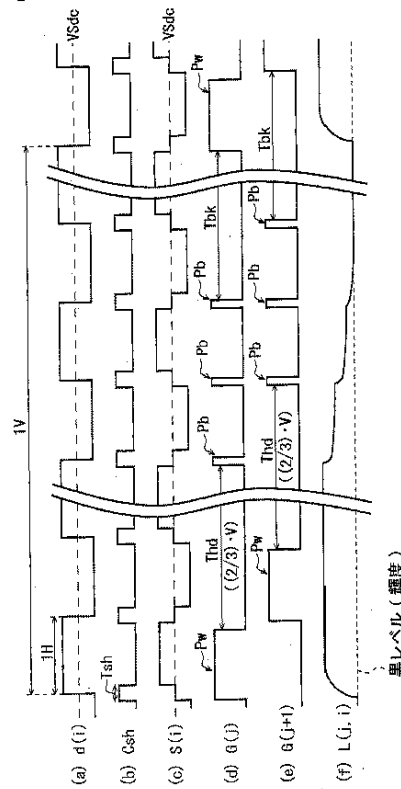 1V
1H
(a) d(i)
VSdc
Tsh
(b) Csh
(c) S(i)
VSdc
(d) G(j)
Pw
Thd
((2/3)·V)
Pb
Pb
Pb
Tbk
Pw
(e) G(j+1)
Pw
Thd
((2/3)·V)
Pb
Pb
Pb
Tbk
(f) L(j, i)
黒レベル(輝度)